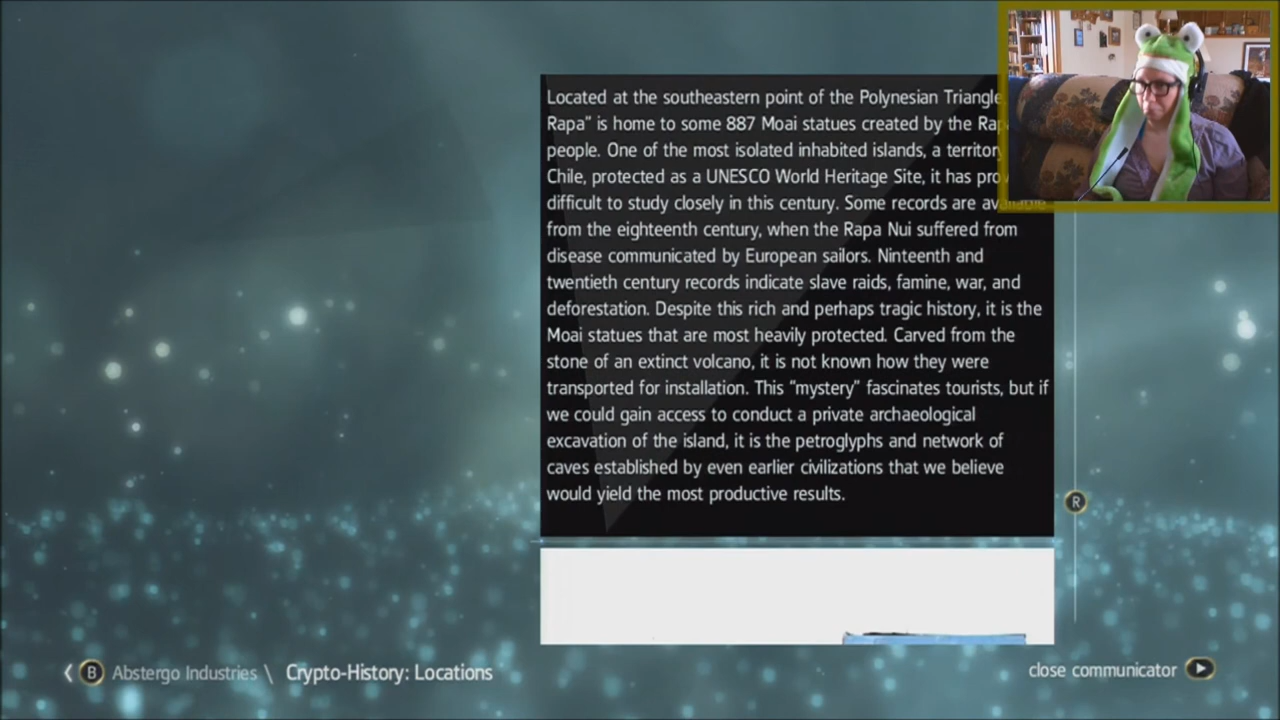 Located at the southeastern point of the Polynesian Triangle
Rapa" is home to some 887 Moai statues created by the Rap
people. One of the most isolated inhabited islands, a territory
Chile, protected as a UNESCO World Heritage Site, it has prov
difficult to study closely in this century. Some records are available
from the eighteenth century, when the Rapa Nui suffered from
disease communicated by European sailors. Ninteenth and
twentieth century records indicate slave raids, famine, war, and
deforestation. Despite this rich and perhaps tragic history, it is the
Moai statues that are most heavily protected. Carved from the
stone of an extinct volcano, it is not known how they were
transported for installation. This "mystery" fascinates tourists, but if
we could gain access to conduct a private archaeological
excavation of the island, it is the petroglyphs and network of
caves established by even earlier civilizations that we believe
would yield the most productive results.
R
B Abstergo Industries \ Crypto-History: Locations
close communicator